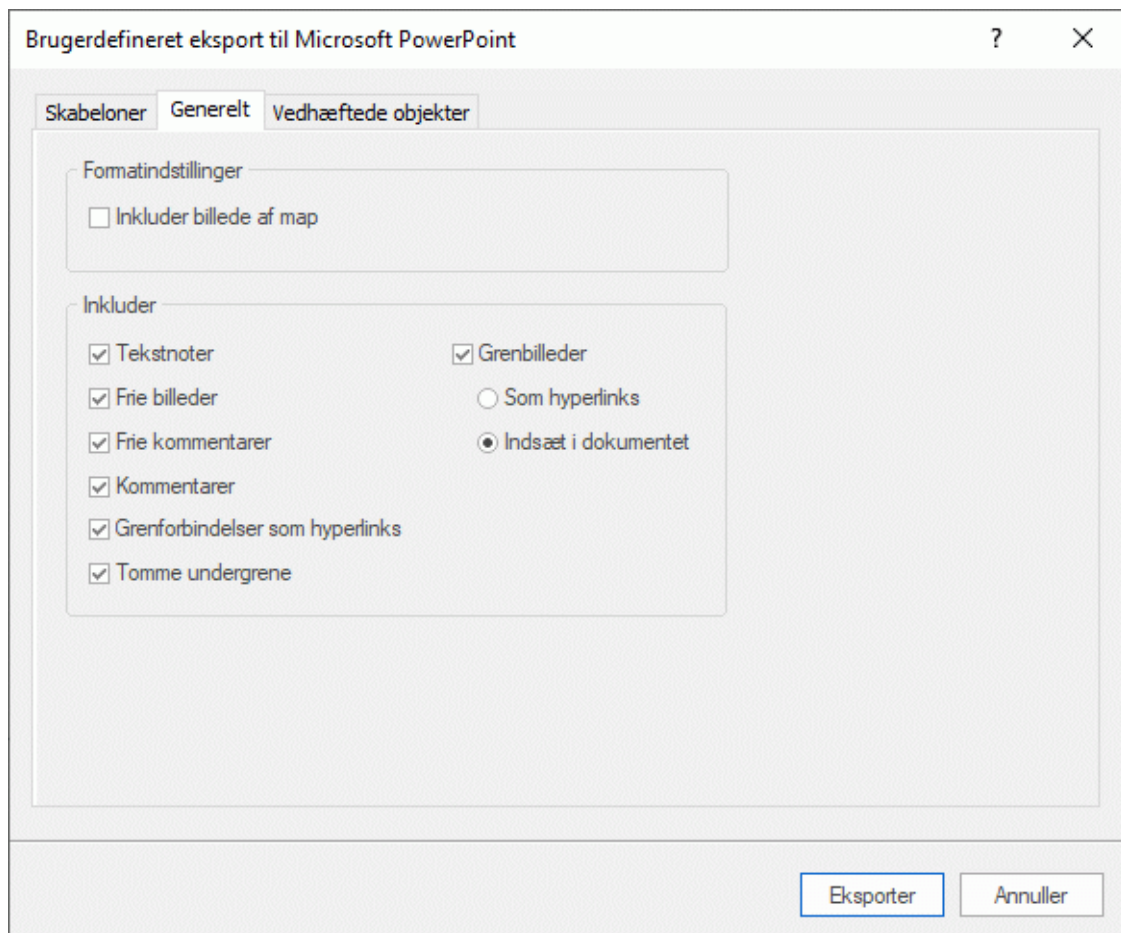 Brugerdefineret eksport til Microsoft PowerPoint ?
Skabeloner Generelt Vedhæftede objekter
Formatindstillinger
Inkluder billede af map
Inkluder
Tekstnoter Grenbilleder
Frie billeder Som hyperlinks
Frie kommentarer Indsæt i dokumentet
Kommentarer
Grenforbindelser som hyperlinks
Tomme undergrene
Eksporter Annuller